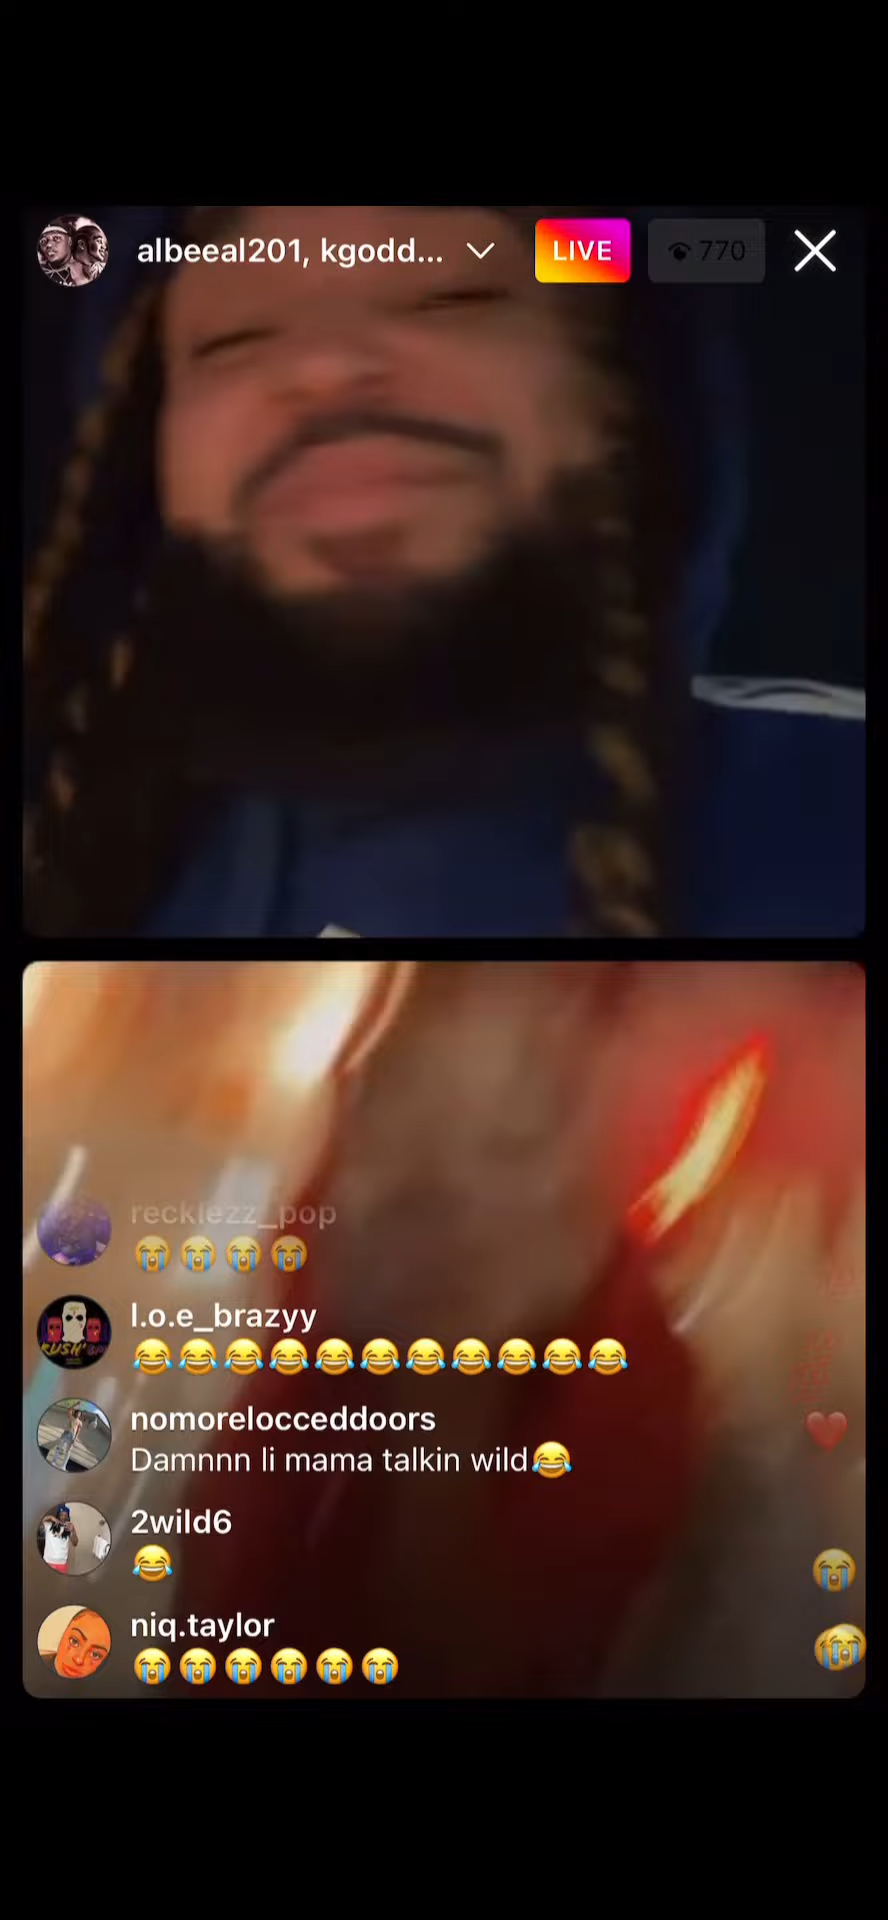 albeeal201, kgodd...
LIVE
770
recklezz_pop
😭😭😭😭
l.o.e_brazyy
😂😂😂😂😂😂😂😂😂😂😂
nomorelocceddoors
Damnnn li mama talkin wild😂
2wild6
😂
niq.taylor
😭😭😭😭😭😭